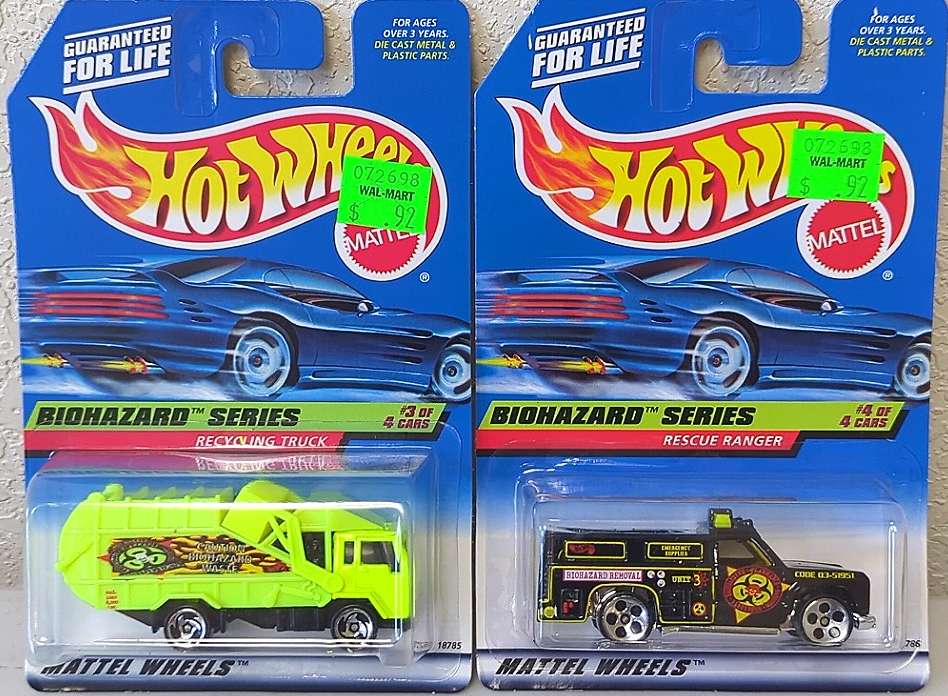 GUARANTEED
FOR LIFE
FOR AGES
OVER 3 YEARS.
DIE CAST METAL &
PLASTIC PARTS.
HOT WHEELS
072698
WAL-MART
$ .92
MATTEL
®
BIOHAZARD™ SERIES
#3 OF
4 CARS
RECYCLING TRUCK
CAUTION
BIOHAZARD
WASTE
18785
MATTEL WHEELS™
GUARANTEED
FOR LIFE
FOR AGES
OVER 3 YEARS.
DIE CAST METAL &
PLASTIC PARTS.
HOT WHEELS
072698
WAL-MART
$ .92
MATTEL
®
BIOHAZARD™ SERIES
#4 OF
4 CARS
RESCUE RANGER
EMERGENCY
SUPPLIES
BIOHAZARD REMOVAL
UNIT 3
CODE 03-51951
786
MATTEL WHEELS™